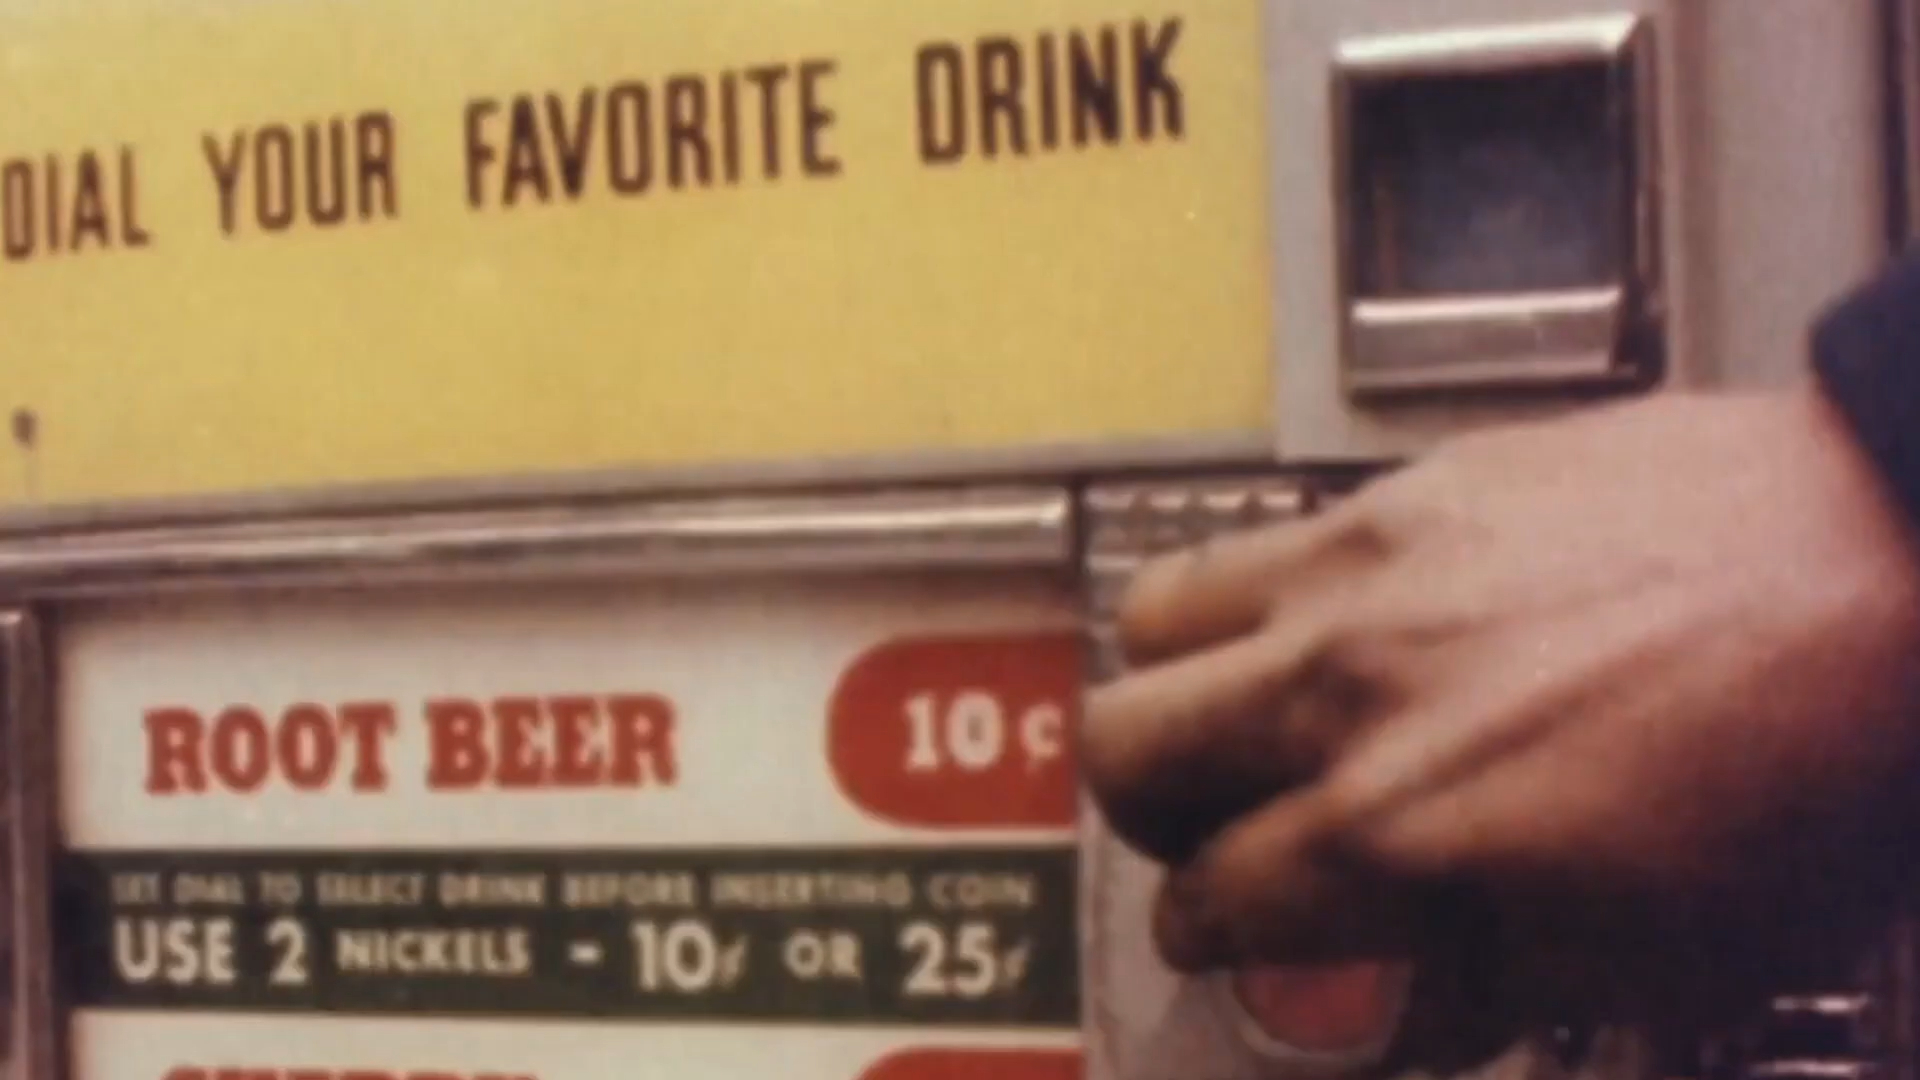 DIAL YOUR FAVORITE DRINK
ROOT BEER 10¢
SET DIAL TO SELECT DRINK BEFORE INSERTING COIN
USE 2 NICKELS - 10¢ OR 25¢